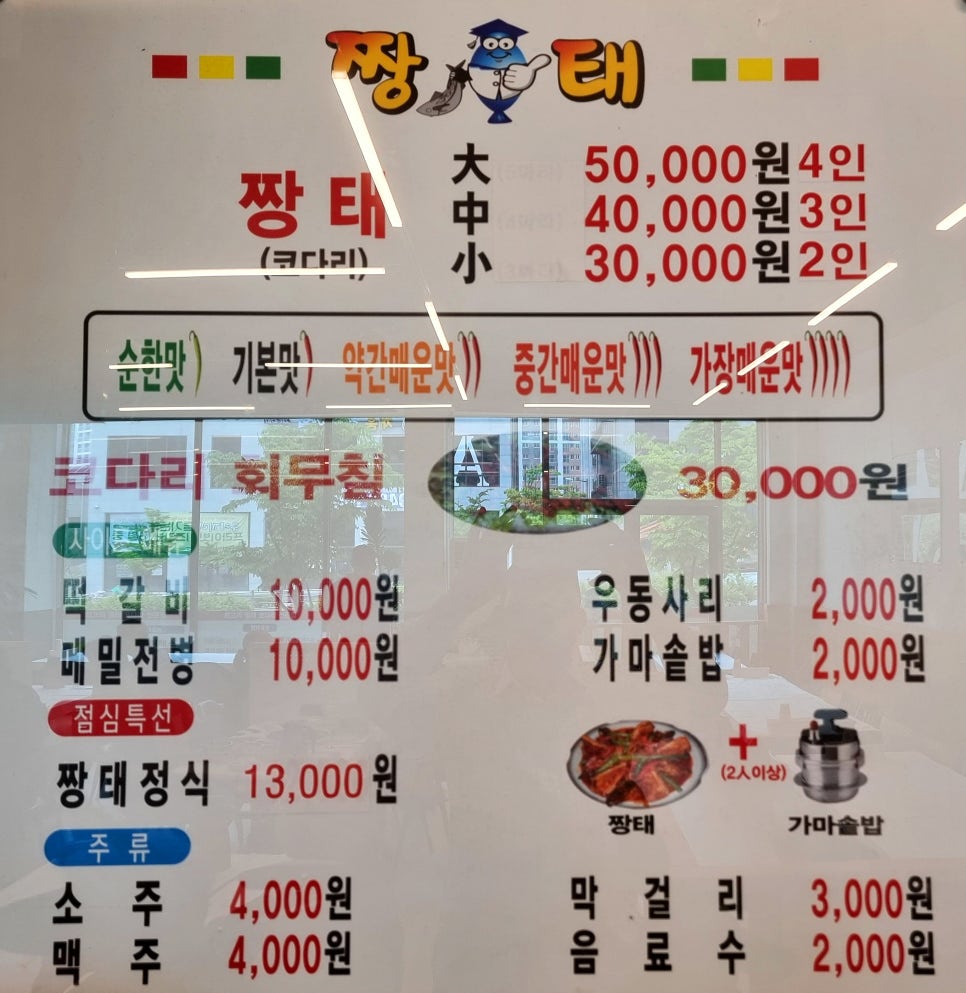 짱태
짱태 大 50,000원 4인
(코다리) 中 40,000원 3인
小 30,000원 2인
순한맛 기본맛 약간매운맛 중간매운맛 가장매운맛
코다리 회무침 30,000원
떡갈비 10,000원 우동사리 2,000원
메밀전병 10,000원 가마솥밥 2,000원
점심특선
짱태정식 13,000원
+
(2人이상)
짱태 가마솥밥
주류
소주 4,000원 막걸리 3,000원
맥주 4,000원 음료수 2,000원